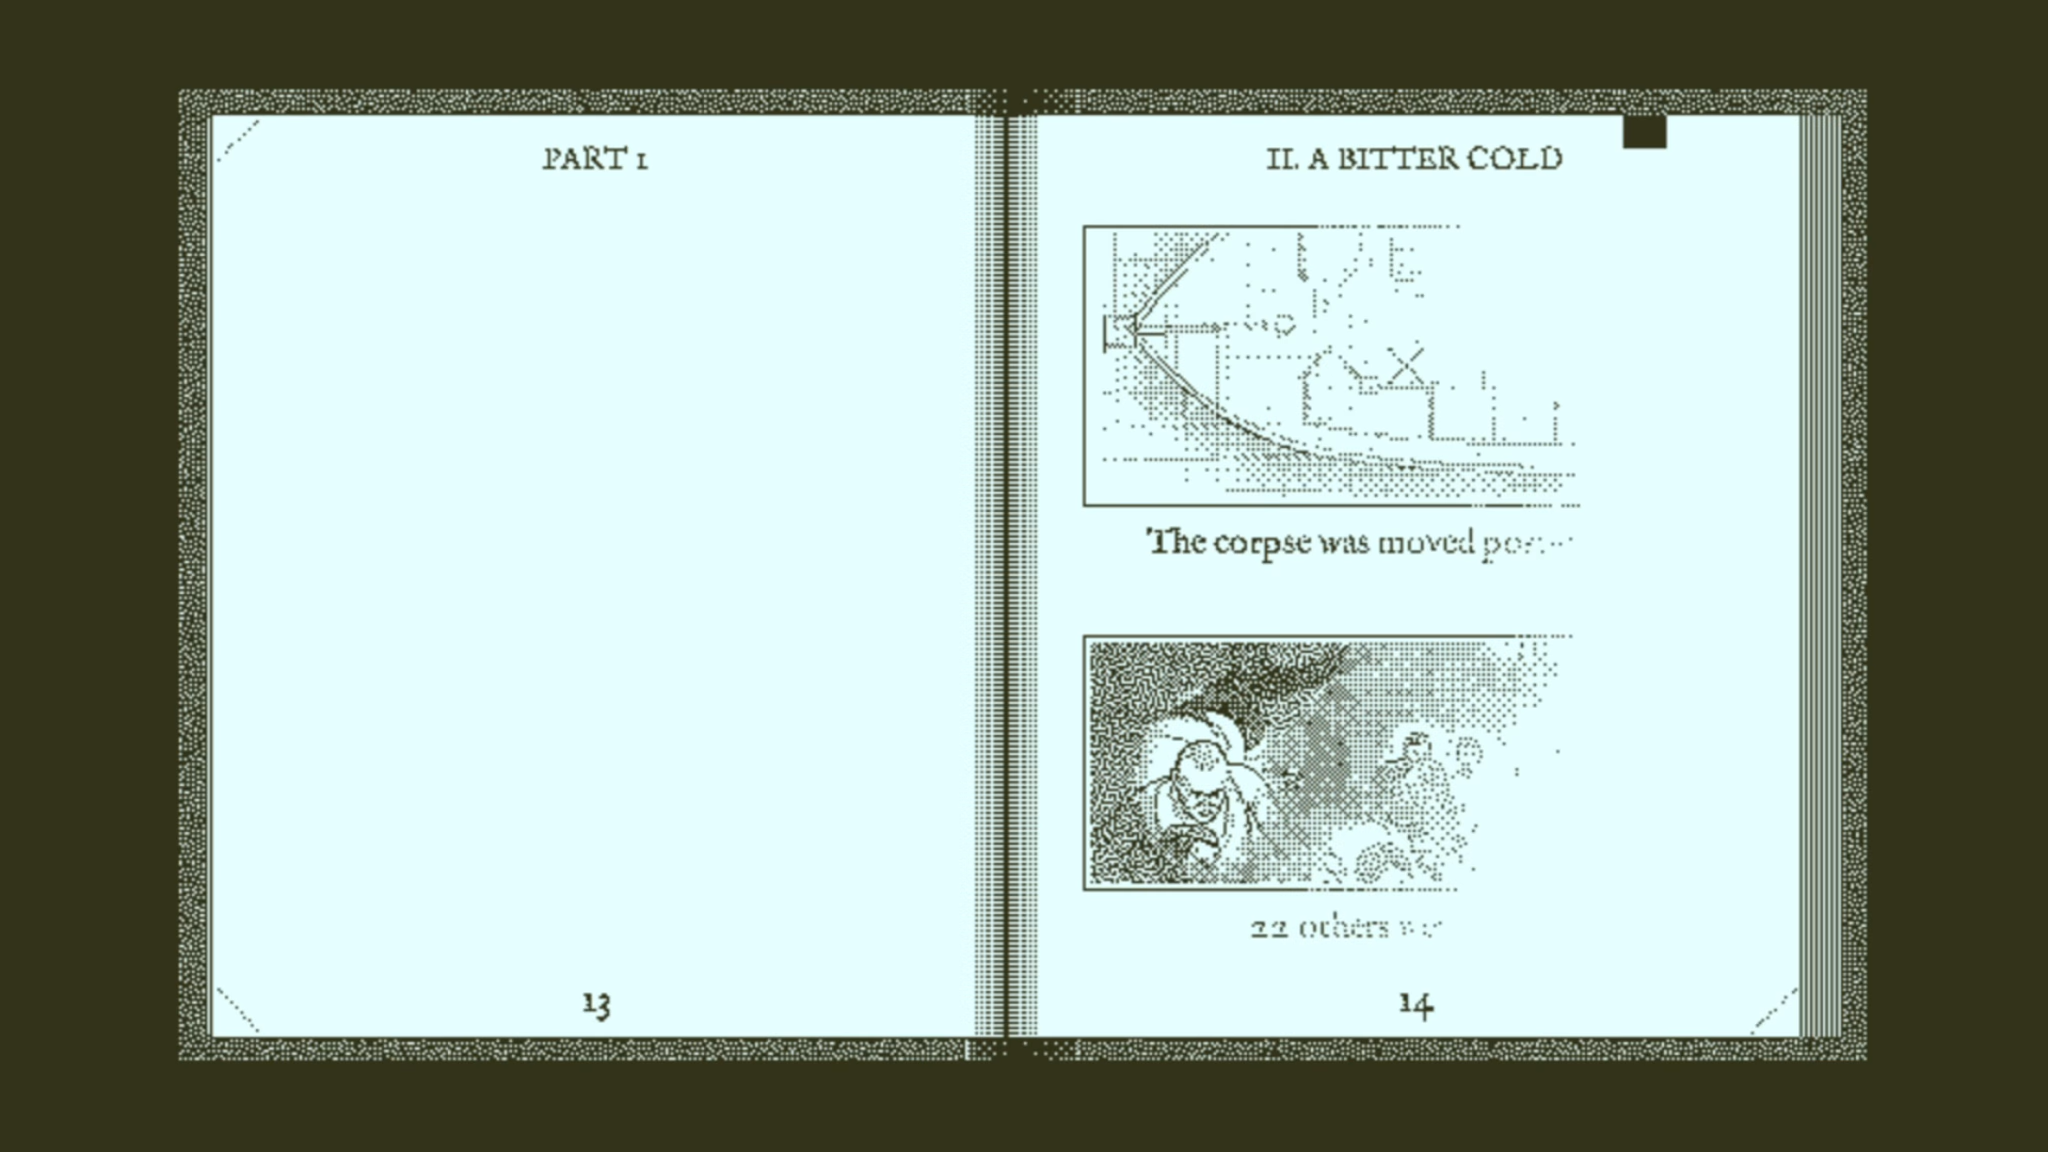 PART 1
II. A BITTER COLD
The corpse was moved
22 others
13
14